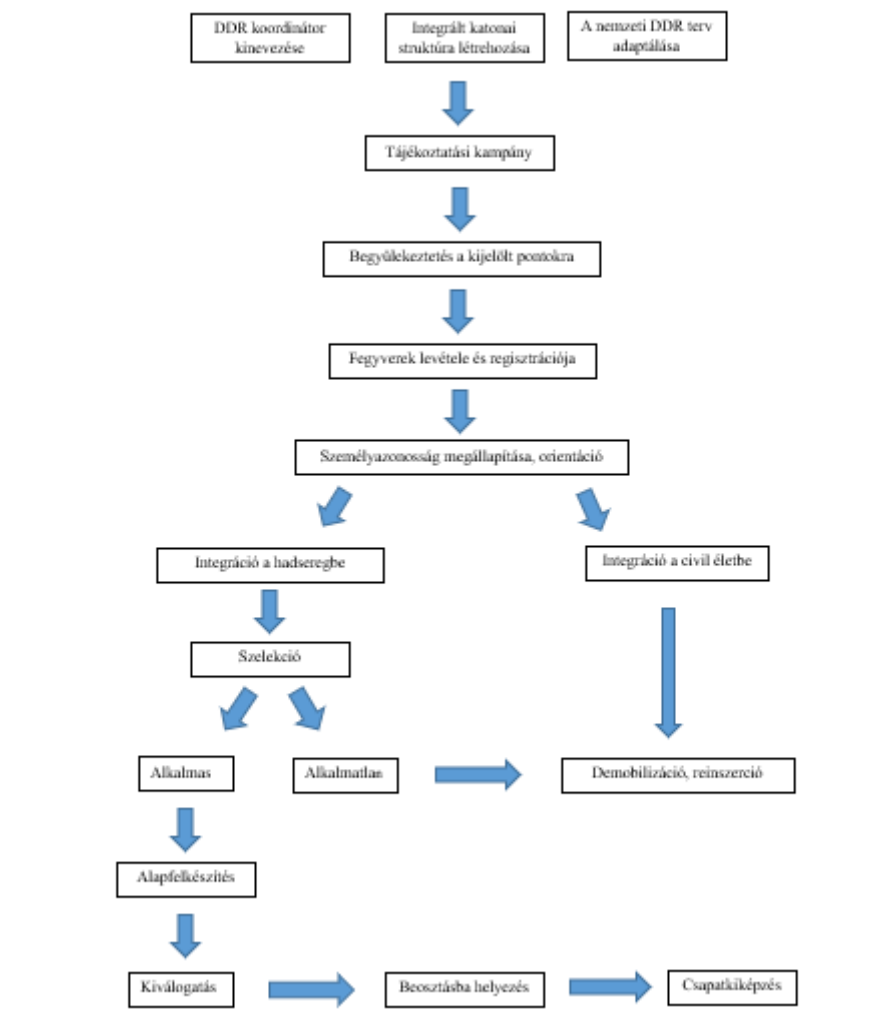 DDR koordinátor
kinevezése
Integrált katonai
struktúra létrehozása
A nemzeti DDR terv
adaptálása
Tájékoztatási kampány
Begyülekeztetés a kijelölt pontokra
Fegyverek levétele és regisztrációja
Személyazonosság megállapítása, orientáció
Integráció a hadseregbe
Integráció a civil életbe
Szelekció
Alkalmas
Alkalmatlan
Demobilizáció, reinszerció
Alapfelkészítés
Kiválogatás
Beosztásba helyezés
Csapatkiképzés